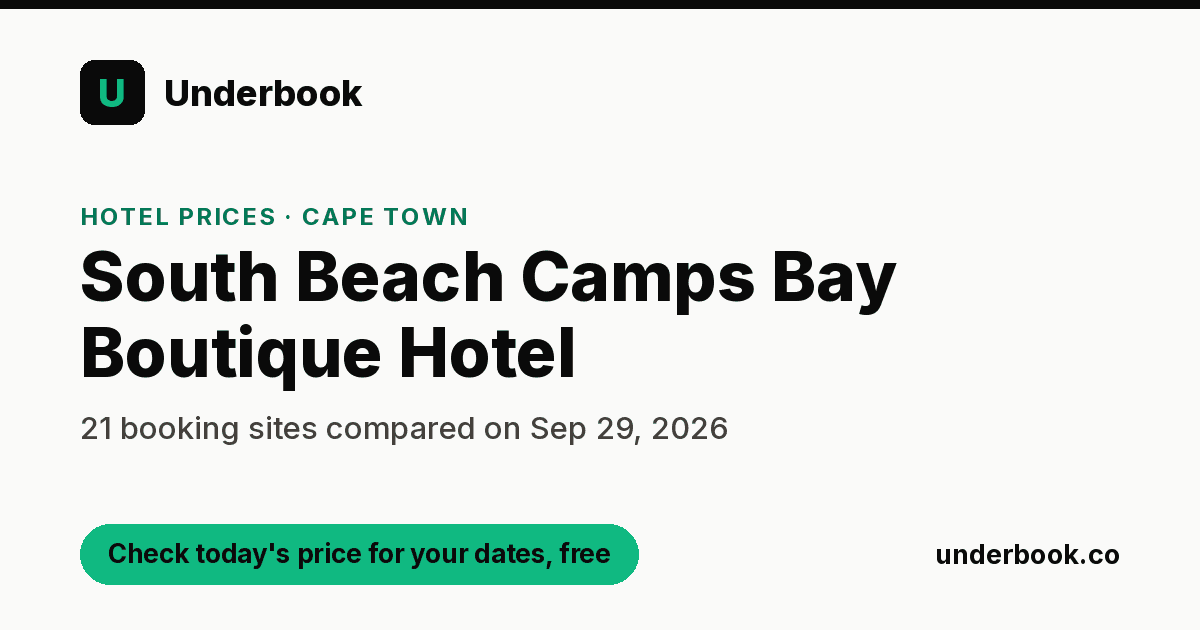 U Underbook
HOTEL PRICES · CAPE TOWN
South Beach Camps Bay
Boutique Hotel
21 booking sites compared on Sep 29, 2026
Check today's price for your dates, free
underbook.co